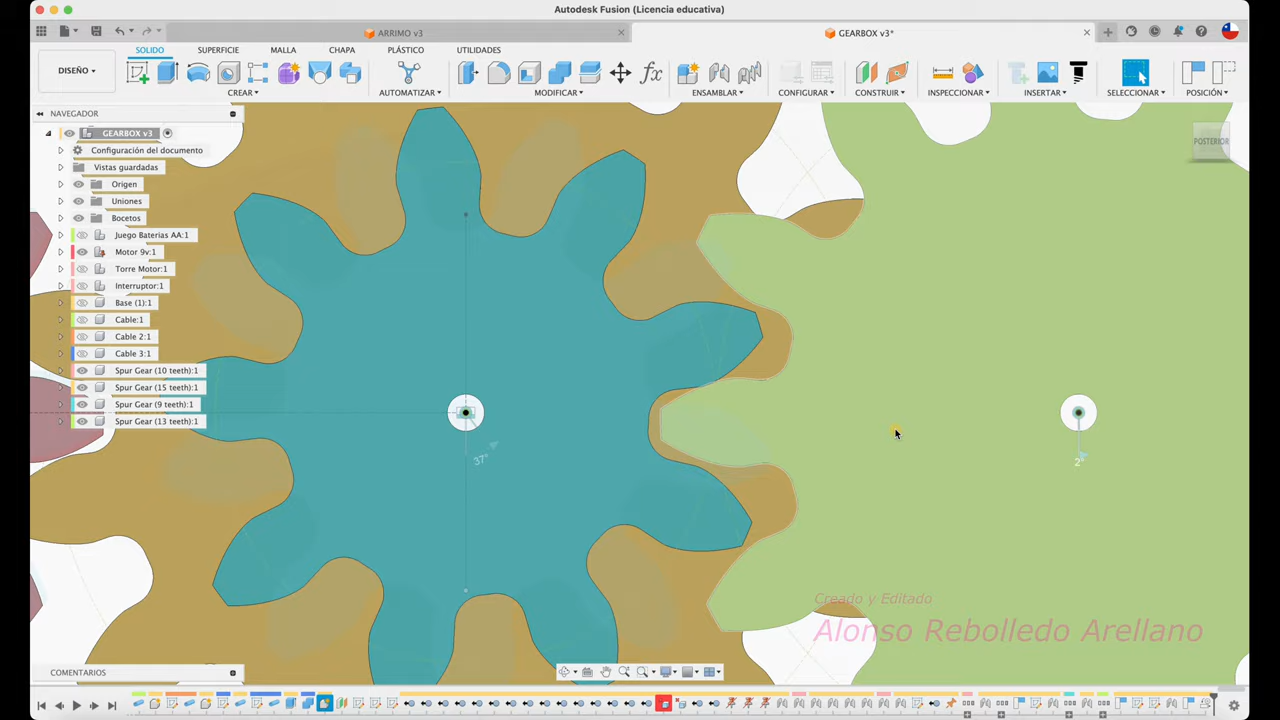 Autodesk Fusion (Licencia educativa)
ARRIMO v3
GEARBOX v3*
SOLIDO SUPERFICIE MALLA CHAPA PLÁSTICO UTILIDADES
DISEÑO
CREAR AUTOMATIZAR MODIFICAR ENSAMBLAR CONFIGURAR CONSTRUIR INSPECCIONAR INSERTAR SELECCIONAR POSICIÓN
NAVEGADOR
GEARBOX v3
Configuración del documento
Vistas guardadas
Origen
Uniones
Bocetos
Juego Baterias AA:1
Motor 9v:1
Torre Motor:1
Interruptor:1
Base (1):1
Cable:1
Cable 2:1
Cable 3:1
Spur Gear (10 teeth):1
Spur Gear (15 teeth):1
Spur Gear (9 teeth):1
Spur Gear (13 teeth):1
POSTERIOR
37°
2°
Creado y Editado
Alonso Rebolledo Arellano
COMENTARIOS